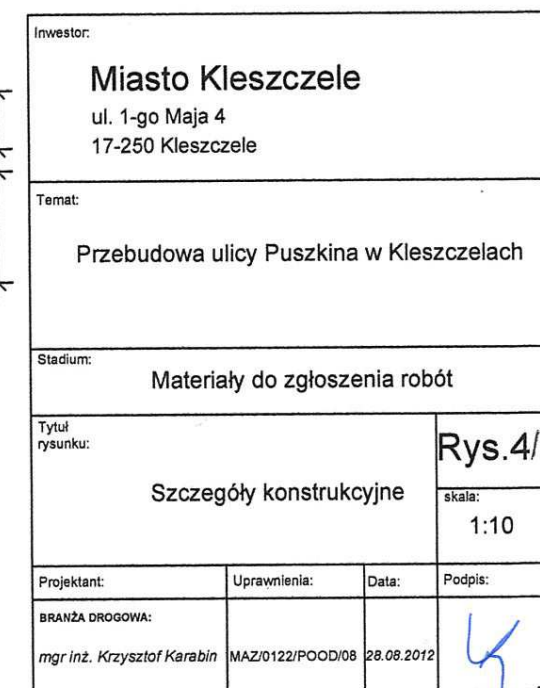 Inwestor:
Miasto Kleszczele
ul. 1-go Maja 4
17-250 Kleszczele
Temat:
Przebudowa ulicy Puszkina w Kleszczelach
Stadium:
Materiały do zgłoszenia robót
Tytuł
rysunku:
Szczegóły konstrukcyjne
Rys.4/
skala:
1:10
Projektant:
Uprawnienia:
Data:
Podpis:
BRANŻA DROGOWA:
mgr inż. Krzysztof Karabin
MAZ/0122/POOD/08
28.08.2012